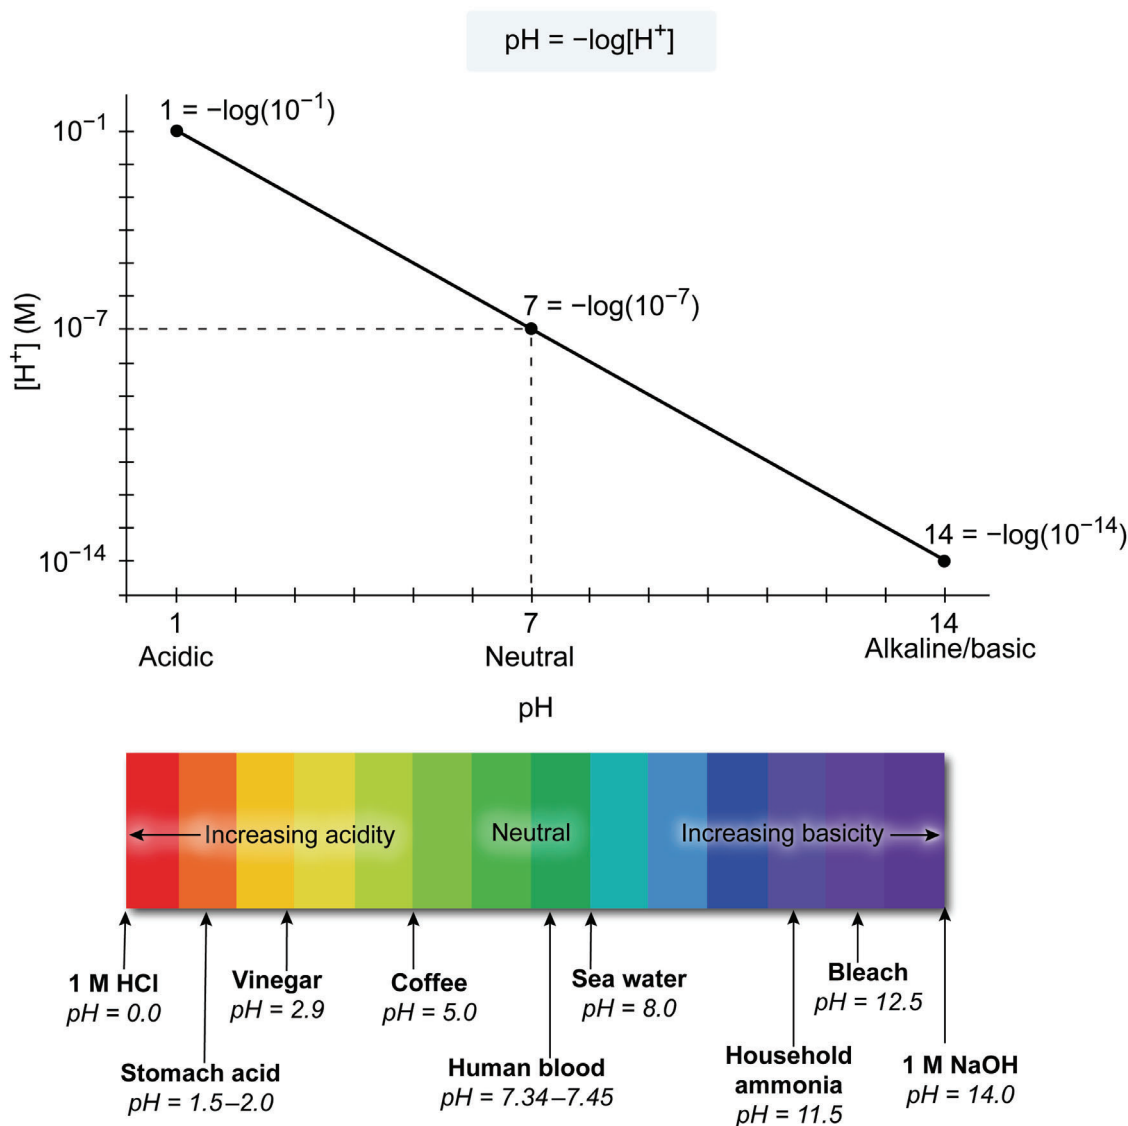 pH = −log[H⁺]
1 = −log(10⁻¹)
10⁻¹
7 = −log(10⁻⁷)
10⁻⁷
[H⁺] (M)
14 = −log(10⁻¹⁴)
10⁻¹⁴
1 7 14
Acidic Neutral Alkaline/basic
pH
Increasing acidity Neutral Increasing basicity
1 M HCl
pH = 0.0
Stomach acid
pH = 1.5–2.0
Vinegar
pH = 2.9
Coffee
pH = 5.0
Human blood
pH = 7.34–7.45
Sea water
pH = 8.0
Household
ammonia
pH = 11.5
Bleach
pH = 12.5
1 M NaOH
pH = 14.0